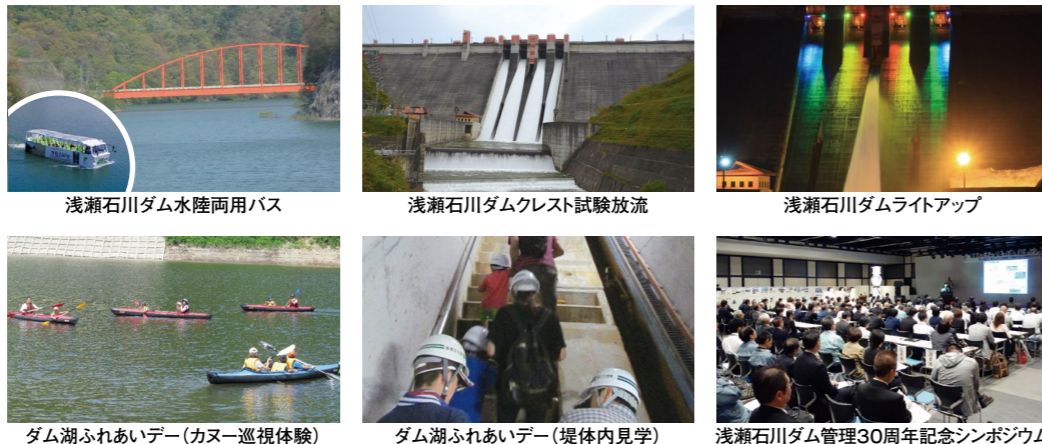 浅瀬石川ダム水陸両用バス
浅瀬石川ダムクレスト試験放流
浅瀬石川ダムライトアップ
ダム湖ふれあいデー(カヌー巡視体験)
ダム湖ふれあいデー(堤体内見学)
浅瀬石川ダム管理30周年記念シンポジウム